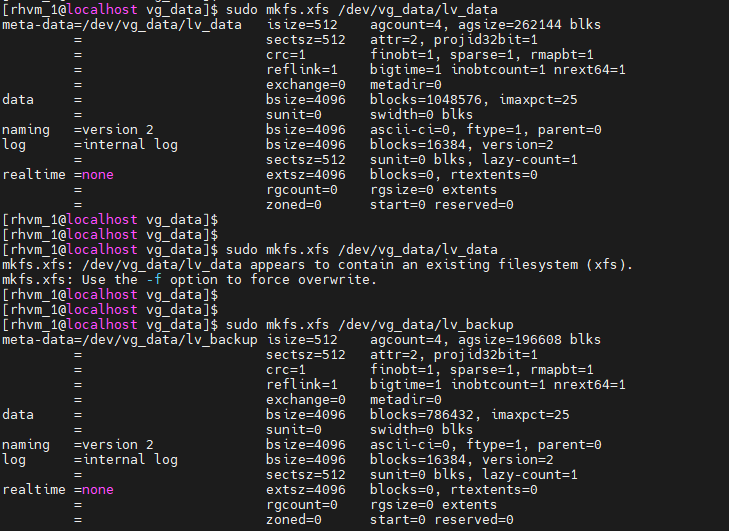 [rhvm_1@localhost vg_data]$ sudo mkfs.xfs /dev/vg_data/lv_data
meta-data=/dev/vg_data/lv_data   isize=512    agcount=4, agsize=262144 blks
         =                       sectsz=512   attr=2, projid32bit=1
         =                       crc=1        finobt=1, sparse=1, rmapbt=1
         =                       reflink=1    bigtime=1 inobtcount=1 nrext64=1
         =                       exchange=0   metadir=0
data     =                       bsize=4096   blocks=1048576, imaxpct=25
         =                       sunit=0      swidth=0 blks
naming   =version 2              bsize=4096   ascii-ci=0, ftype=1, parent=0
log      =internal log           bsize=4096   blocks=16384, version=2
         =                       sectsz=512   sunit=0 blks, lazy-count=1
realtime =none                   extsz=4096   blocks=0, rtextents=0
         =                       rgcount=0    rgsize=0 extents
         =                       zoned=0      start=0 reserved=0
[rhvm_1@localhost vg_data]$
[rhvm_1@localhost vg_data]$
[rhvm_1@localhost vg_data]$ sudo mkfs.xfs /dev/vg_data/lv_data
mkfs.xfs: /dev/vg_data/lv_data appears to contain an existing filesystem (xfs).
mkfs.xfs: Use the -f option to force overwrite.
[rhvm_1@localhost vg_data]$
[rhvm_1@localhost vg_data]$
[rhvm_1@localhost vg_data]$ sudo mkfs.xfs /dev/vg_data/lv_backup
meta-data=/dev/vg_data/lv_backup isize=512    agcount=4, agsize=196608 blks
         =                       sectsz=512   attr=2, projid32bit=1
         =                       crc=1        finobt=1, sparse=1, rmapbt=1
         =                       reflink=1    bigtime=1 inobtcount=1 nrext64=1
         =                       exchange=0   metadir=0
data     =                       bsize=4096   blocks=786432, imaxpct=25
         =                       sunit=0      swidth=0 blks
naming   =version 2              bsize=4096   ascii-ci=0, ftype=1, parent=0
log      =internal log           bsize=4096   blocks=16384, version=2
         =                       sectsz=512   sunit=0 blks, lazy-count=1
realtime =none                   extsz=4096   blocks=0, rtextents=0
         =                       rgcount=0    rgsize=0 extents
         =                       zoned=0      start=0 reserved=0